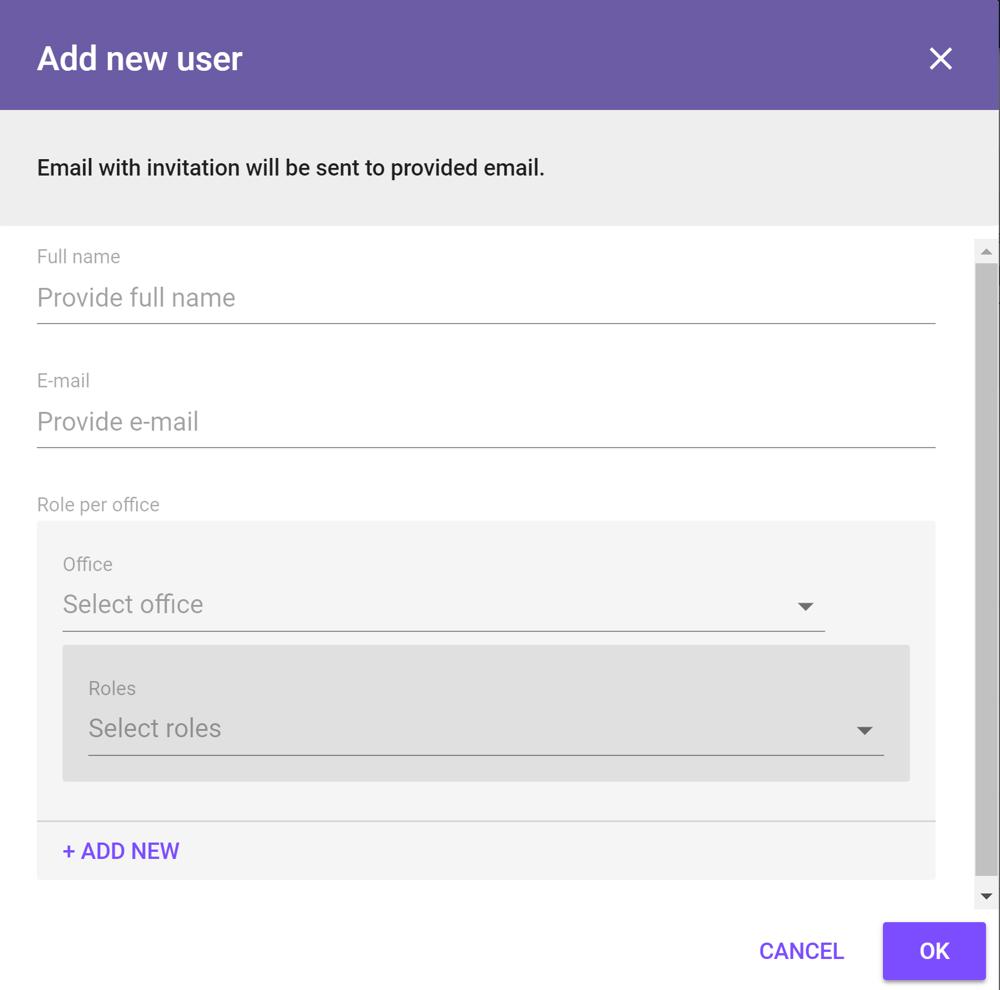 Add new user
Email with invitation will be sent to provided email.
Full name
Provide full name
E-mail
Provide e-mail
Role per office
Office
Select office
Roles
Select roles
+ ADD NEW
CANCEL
OK